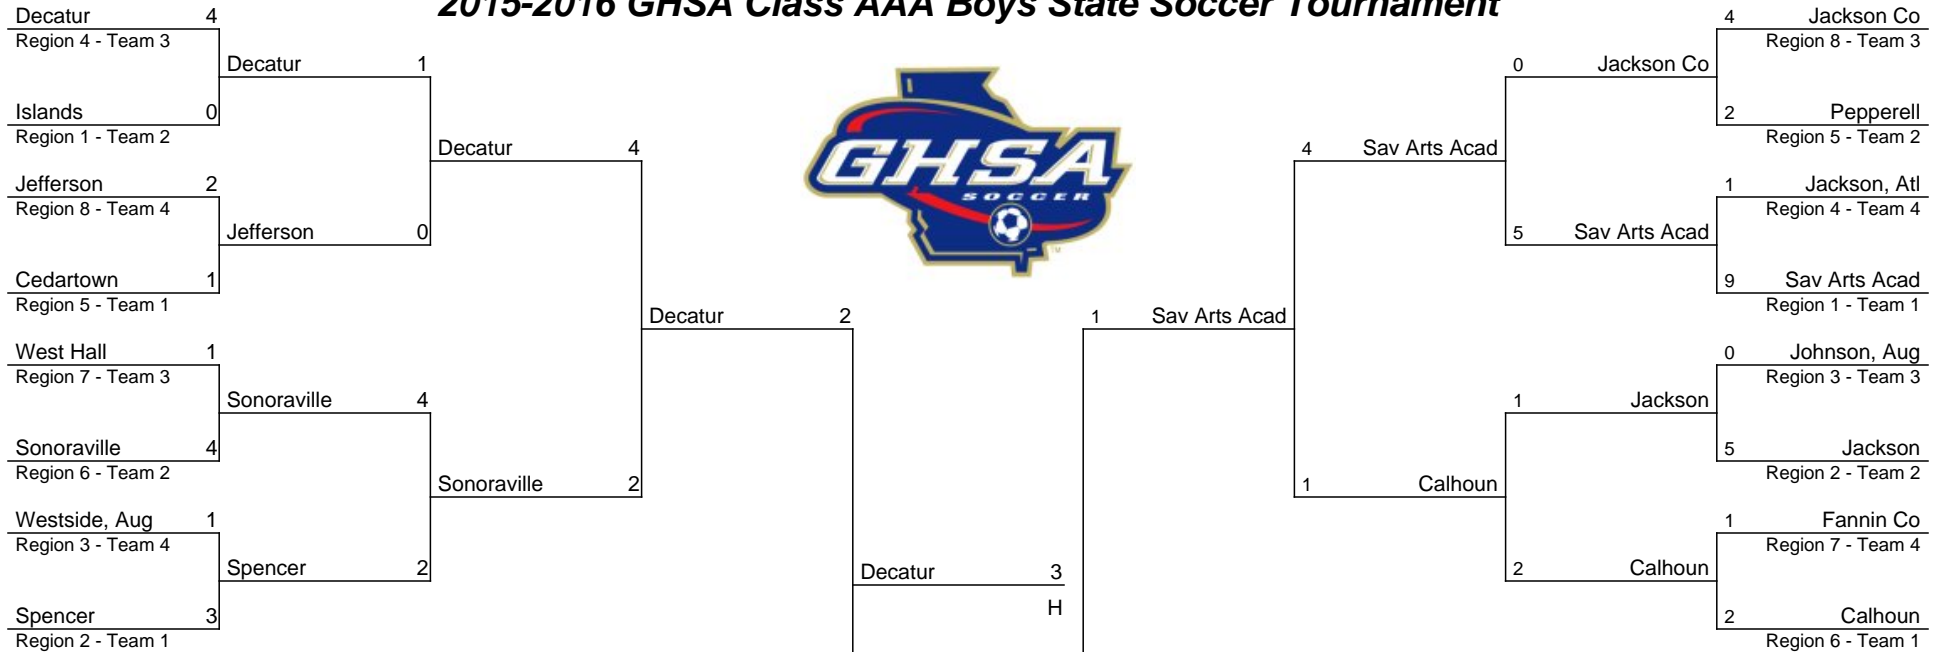 2015-2016 GHSA Class AAA Boys State Soccer Tournament
Decatur 4
Region 4 - Team 3
Decatur 1
Islands 0
Region 1 - Team 2
Decatur 4
Jefferson 2
Region 8 - Team 4
Jefferson 0
Cedartown 1
Region 5 - Team 1
Decatur 2
West Hall 1
Region 7 - Team 3
Sonoraville 4
Sonoraville 4
Region 6 - Team 2
Sonoraville 2
Westside, Aug 1
Region 3 - Team 4
Spencer 2
Spencer 3
Region 2 - Team 1
Decatur 3
H
GHSA
SOCCER
TM
4 Jackson Co
Region 8 - Team 3
0 Jackson Co
2 Pepperell
Region 5 - Team 2
4 Sav Arts Acad
1 Jackson, Atl
Region 4 - Team 4
5 Sav Arts Acad
9 Sav Arts Acad
Region 1 - Team 1
1 Sav Arts Acad
0 Johnson, Aug
Region 3 - Team 3
1 Jackson
5 Jackson
Region 2 - Team 2
1 Calhoun
1 Fannin Co
Region 7 - Team 4
2 Calhoun
2 Calhoun
Region 6 - Team 1